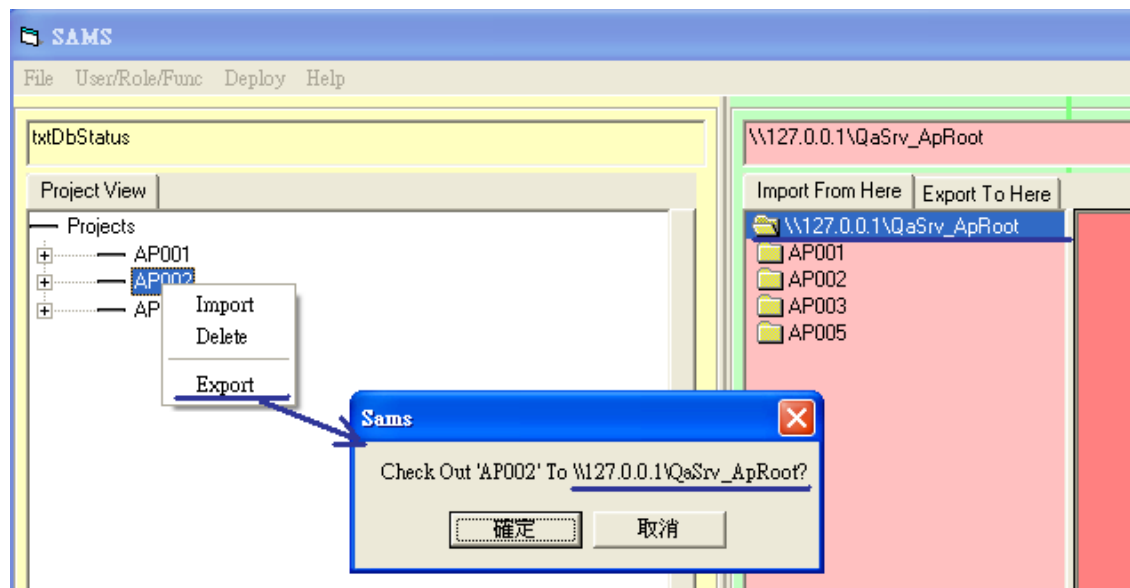 SAMS
File User/Role/Func Deploy Help
txtDbStatus
Project View
Projects
AP001
AP002
AP
Import
Delete
Export
\\127.0.0.1\QaSrv_ApRoot
Import From Here
Export To Here
\\127.0.0.1\QaSrv_ApRoot
AP001
AP002
AP003
AP005
Sams
Check Out 'AP002' To \\127.0.0.1\QaSrv_ApRoot?
確定
取消